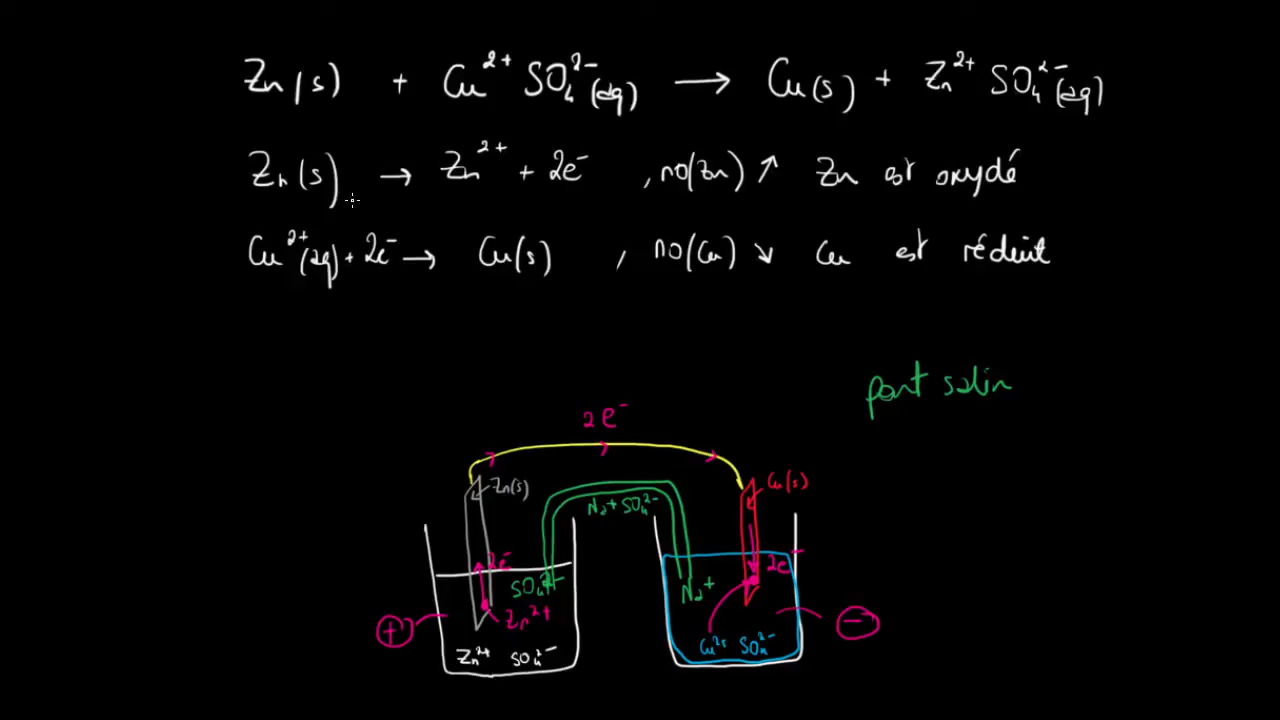 Zn(s) + Cu²⁺ SO₄²⁻(aq) → Cu(s) + Zn²⁺ SO₄²⁻(aq)
Zn(s) → Zn²⁺ + 2e⁻ , no(Zn) ↑ Zn est oxydé
Cu²⁺(aq) + 2e⁻ → Cu(s) , no(Cu) ↘ Cu est réduit
pont salin
2e⁻
Zn(s)
Cu(s)
Na⁺ SO₄²⁻
2e⁻
2e⁻
SO₄²⁻
Na⁺
Zn²⁺
+
−
Zn²⁺ SO₄²⁻
Cu²⁺ SO₄²⁻